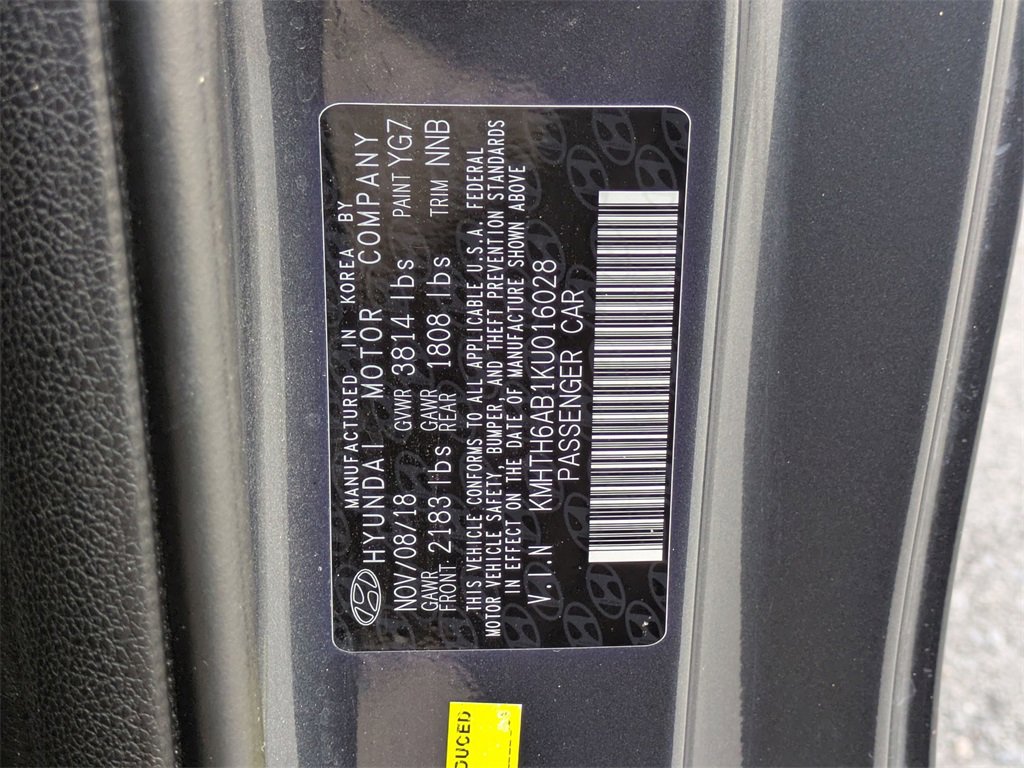 MANUFACTURED IN KOREA BY
HYUNDAI MOTOR COMPANY
NOV/08/18 GVWR 3814 lbs PAINT YG7
GAWR FRONT: 2183 lbs GAWR REAR 1808 lbs TRIM NNB
THIS VEHICLE CONFORMS TO ALL APPLICABLE U.S.A. FEDERAL
MOTOR VEHICLE SAFETY, BUMPER AND THEFT PREVENTION STANDARDS
IN EFFECT ON THE DATE OF MANUFACTURE SHOWN ABOVE
V.I.N KMHTH6AB1KU016028
PASSENGER CAR